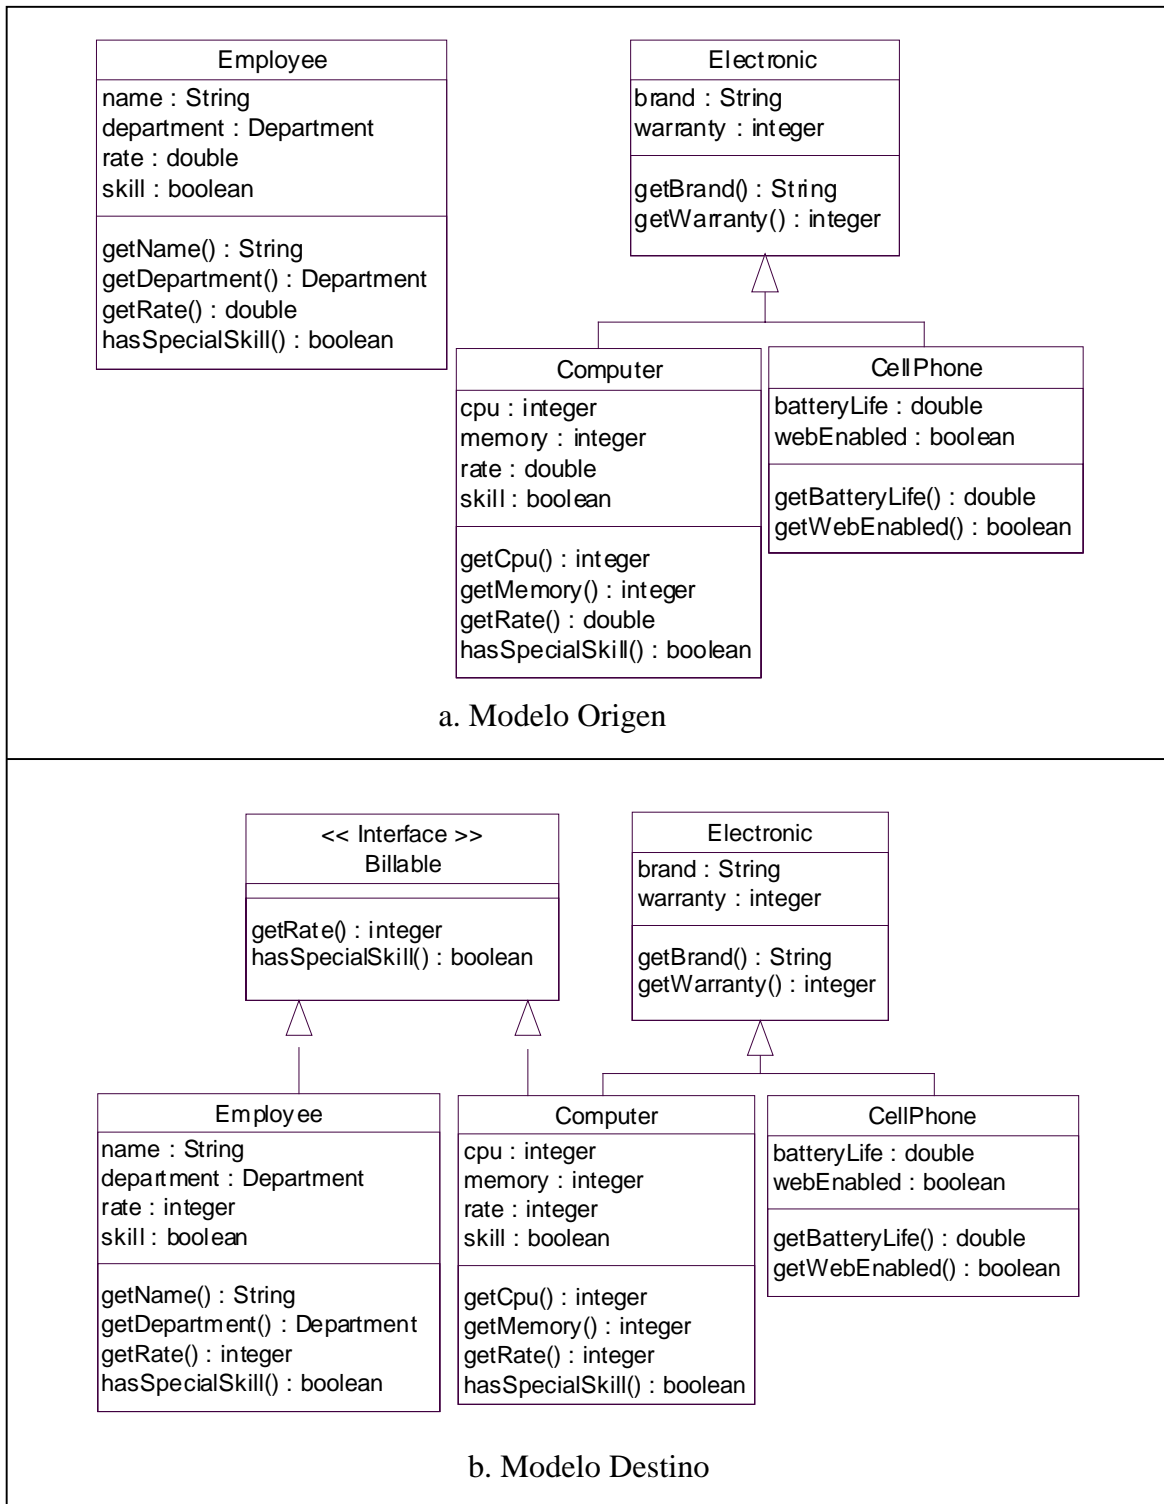 Employee
name : String
department : Department
rate : double
skill : boolean
getName() : String
getDepartment() : Department
getRate() : double
hasSpecialSkill() : boolean
Electronic
brand : String
warranty : integer
getBrand() : String
getWarranty() : integer
Computer
cpu : integer
memory : integer
rate : double
skill : boolean
getCpu() : integer
getMemory() : integer
getRate() : double
hasSpecialSkill() : boolean
CellPhone
batteryLife : double
webEnabled : boolean
getBatteryLife() : double
getWebEnabled() : boolean
a. Modelo Origen
<< Interface >>
Billable
getRate() : integer
hasSpecialSkill() : boolean
Electronic
brand : String
warranty : integer
getBrand() : String
getWarranty() : integer
Employee
name : String
department : Department
rate : integer
skill : boolean
getName() : String
getDepartment() : Department
getRate() : integer
hasSpecialSkill() : boolean
Computer
cpu : integer
memory : integer
rate : integer
skill : boolean
getCpu() : integer
getMemory() : integer
getRate() : integer
hasSpecialSkill() : boolean
CellPhone
batteryLife : double
webEnabled : boolean
getBatteryLife() : double
getWebEnabled() : boolean
b. Modelo Destino